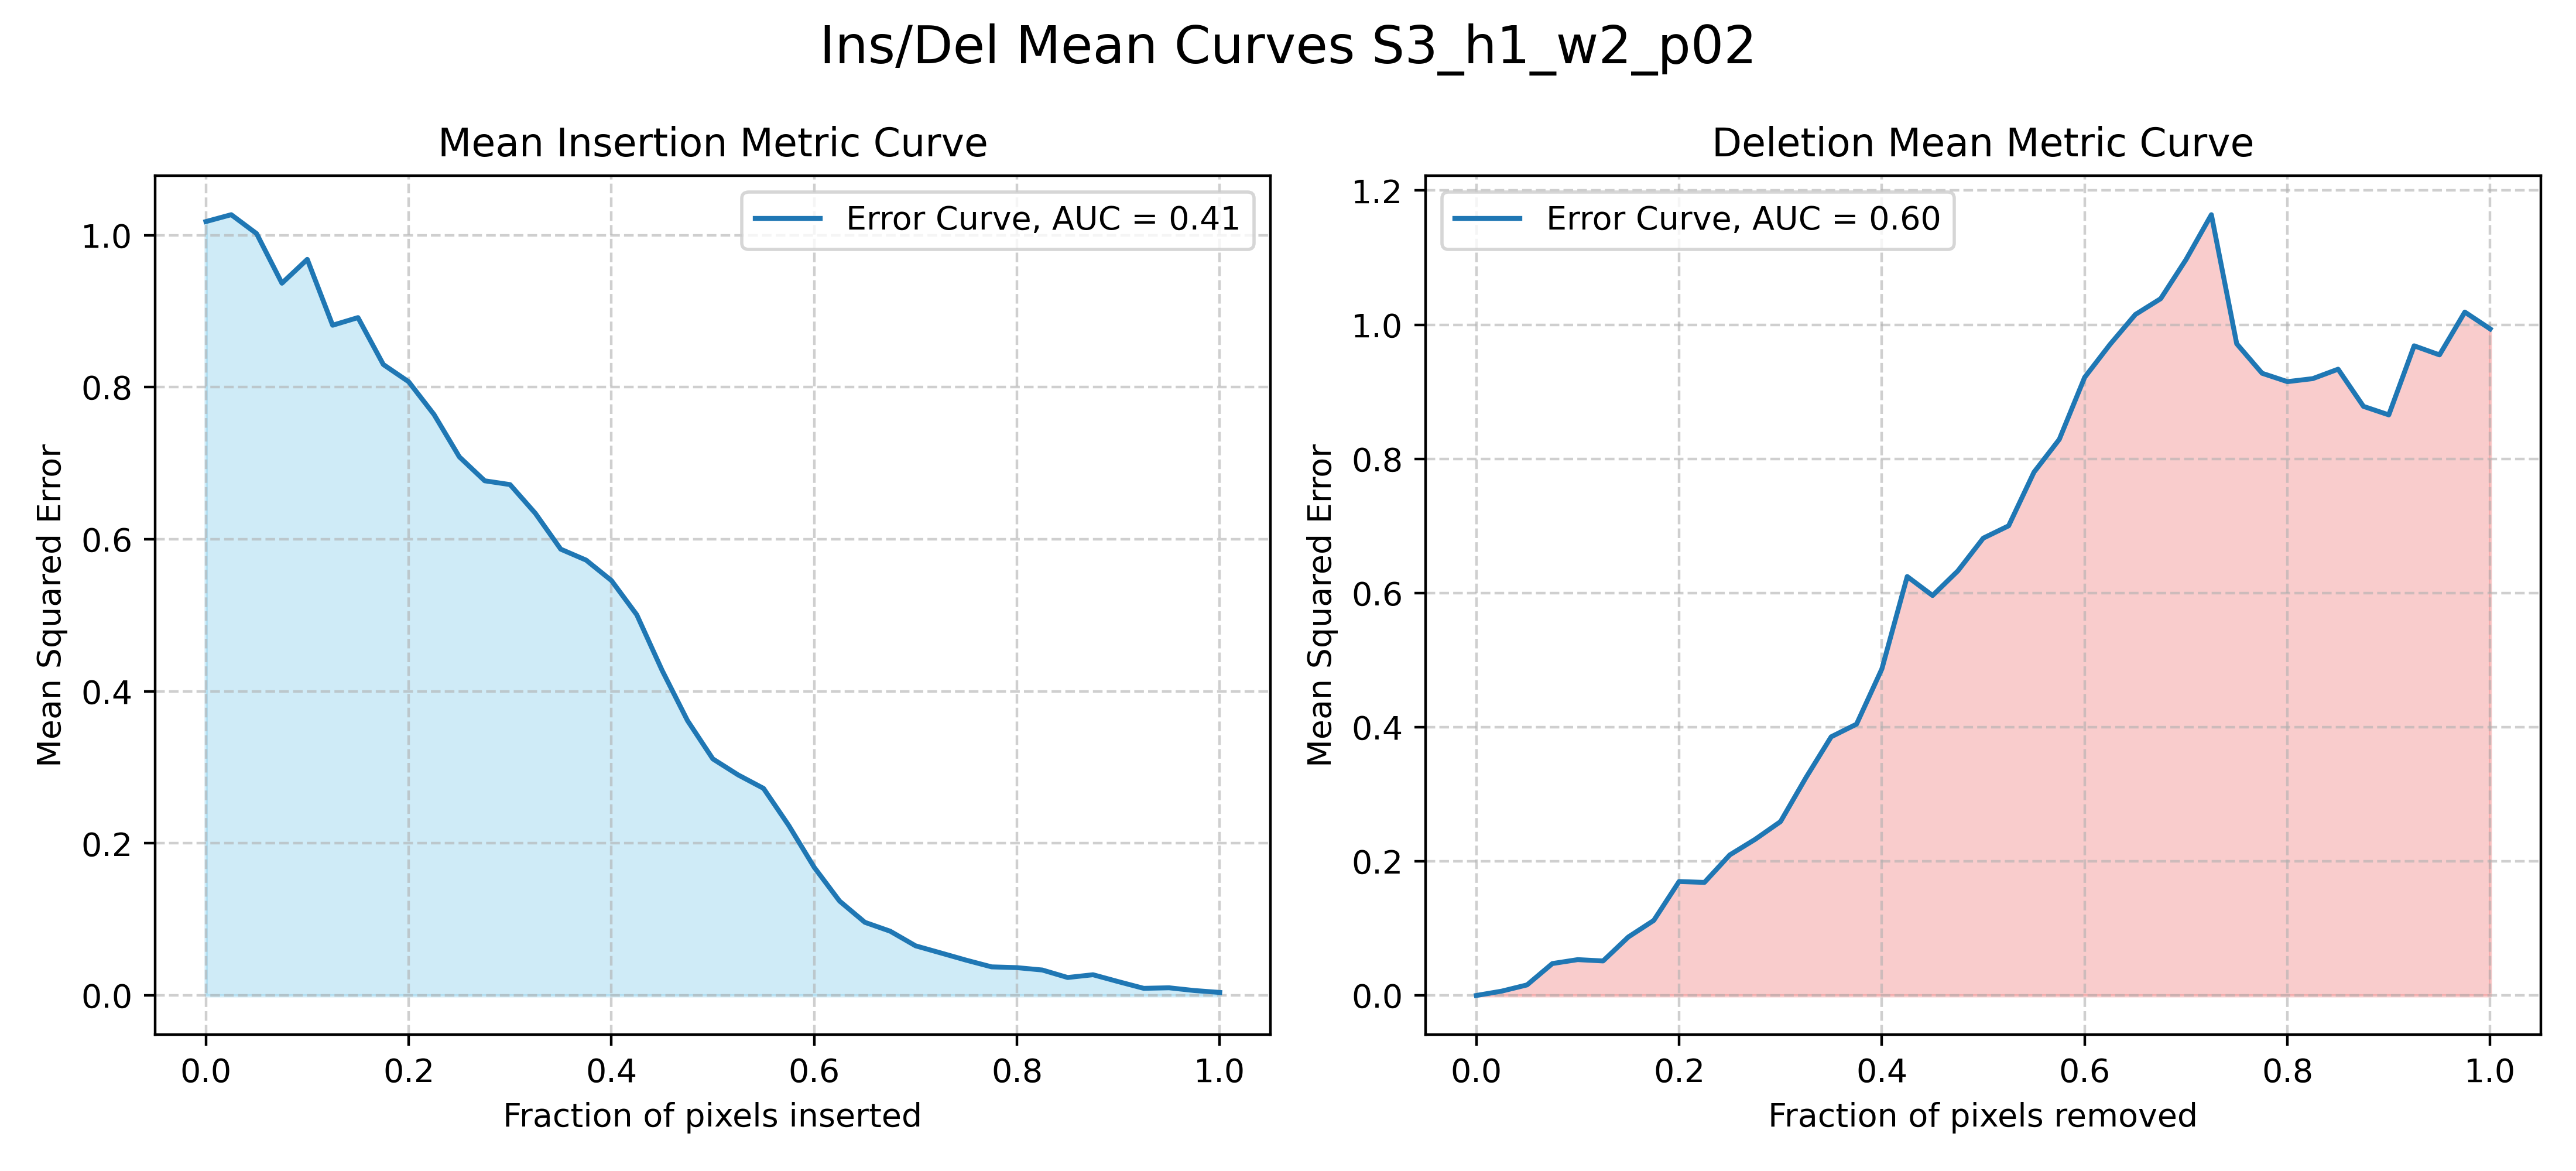 Ins/Del Mean Curves S3_h1_w2_p02
Mean Insertion Metric Curve
Error Curve, AUC = 0.41
Mean Squared Error
1.0
0.8
0.6
0.4
0.2
0.0
0.0 0.2 0.4 0.6 0.8 1.0
Fraction of pixels inserted
Deletion Mean Metric Curve
Error Curve, AUC = 0.60
Mean Squared Error
1.2
1.0
0.8
0.6
0.4
0.2
0.0
0.0 0.2 0.4 0.6 0.8 1.0
Fraction of pixels removed